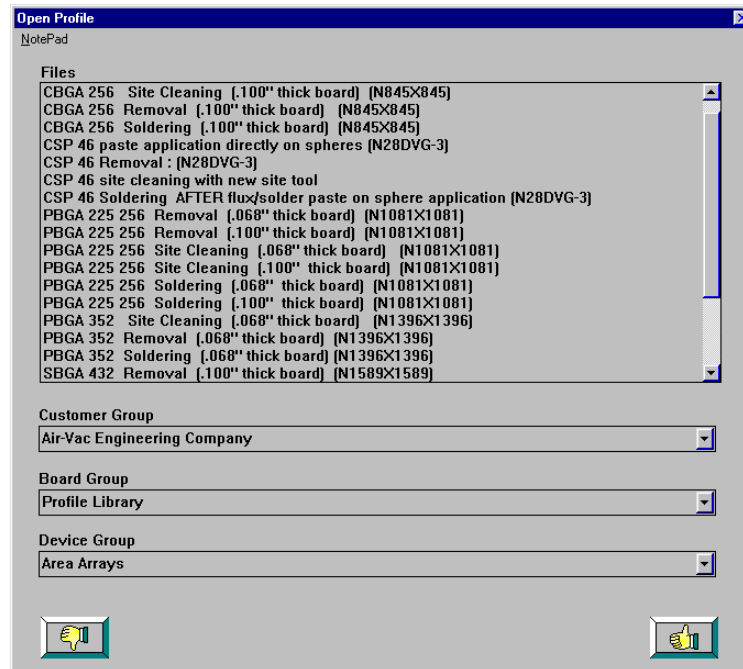 Open Profile
NotePad
Files
CBGA 256   Site Cleaning  (.100" thick board)  (N845X845)
CBGA 256  Removal  (.100" thick board)   (N845X845)
CBGA 256  Soldering  (.100" thick board)  (N845X845)
CSP 46 paste application directly on spheres (N28DVG-3)
CSP 46 Removal : (N28DVG-3)
CSP 46 site cleaning with new site tool
CSP 46 Soldering  AFTER flux/solder paste on sphere application (N28DVG-3)
PBGA 225 256  Removal  (.068" thick board)  (N1081X1081)
PBGA 225 256  Removal  (.100" thick board)  (N1081X1081)
PBGA 225 256  Site Cleaning  (.068" thick board)   (N1081X1081)
PBGA 225 256  Site Cleaning  (.100"  thick board)  (N1081X1081)
PBGA 225 256  Soldering  (.068"  thick board)  (N1081X1081)
PBGA 225 256  Soldering  (.100"  thick board)  (N1081X1081)
PBGA 352   Site Cleaning  (.068" thick board)   (N1396X1396)
PBGA 352  Removal  (.068" thick board)  (N1396X1396)
PBGA 352  Soldering  (.068" thick board) (N1396X1396)
SBGA 432  Removal  (.100" thick board)  (N1589X1589)
Customer Group
Air-Vac Engineering Company
Board Group
Profile Library
Device Group
Area Arrays